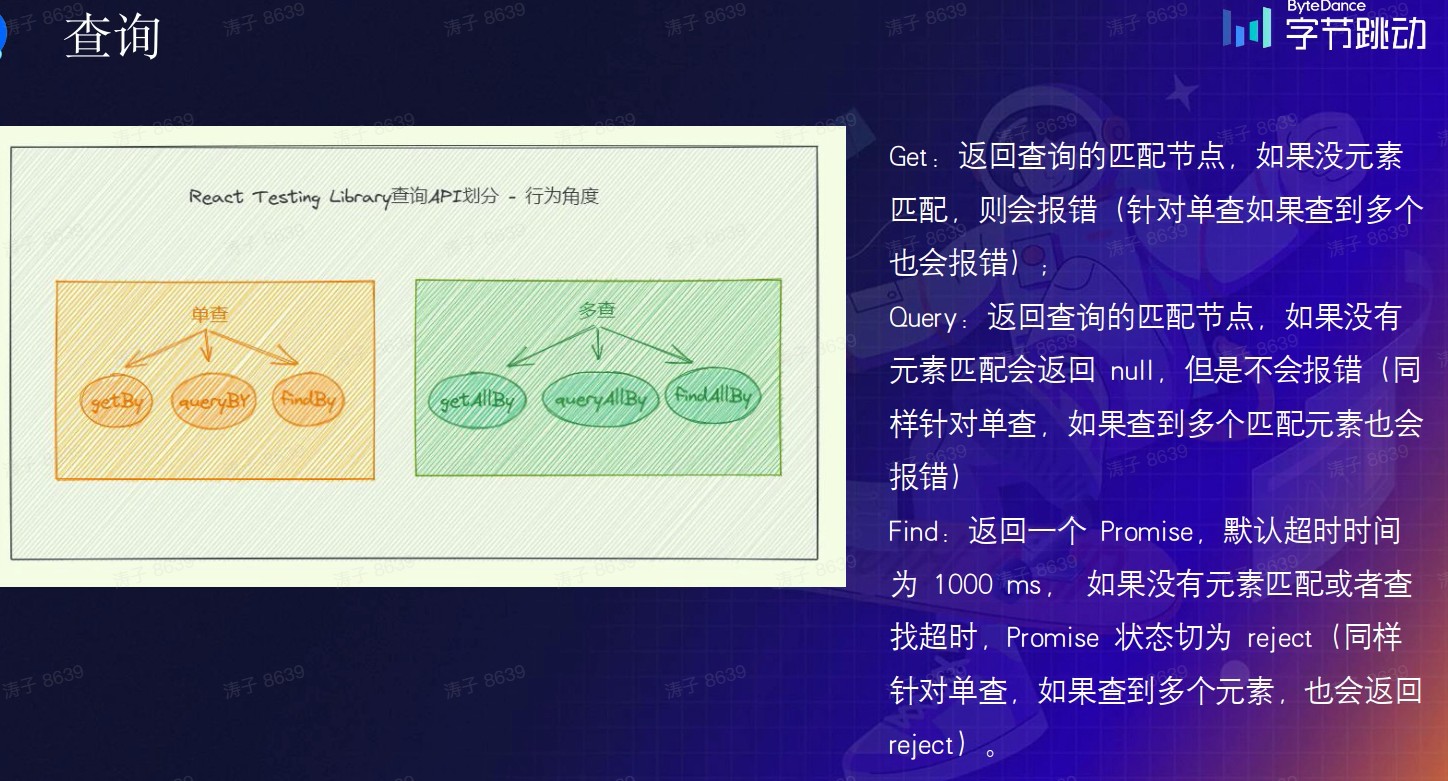 查询
ByteDance
字节跳动
React Testing Library查询API划分 - 行为角度
单查
getBy
queryBY
findBy
多查
getAllBy
queryAllBy
findAllBy
Get：返回查询的匹配节点，如果没元素
匹配，则会报错（针对单查如果查到多个
也会报错）；
Query：返回查询的匹配节点，如果没有
元素匹配会返回 null，但是不会报错（同
样针对单查，如果查到多个匹配元素也会
报错）
Find：返回一个 Promise，默认超时时间
为 1000 ms， 如果没有元素匹配或者查
找超时，Promise 状态切为 reject（同样
针对单查，如果查到多个元素，也会返回
reject）。
涛子 8639